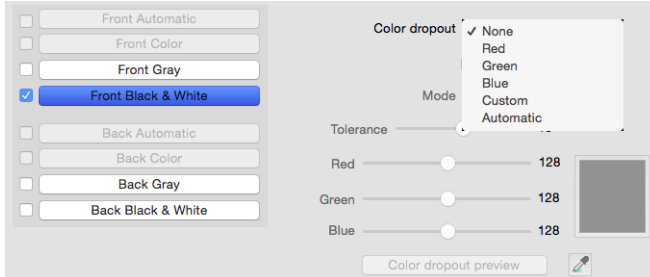 Front Automatic
Front Color
Front Gray
Front Black & White
Back Automatic
Back Color
Back Gray
Back Black & White
Color dropout
✓ None
Red
Green
Blue
Custom
Automatic
Mode
Tolerance
Red 128
Green 128
Blue 128
Color dropout preview